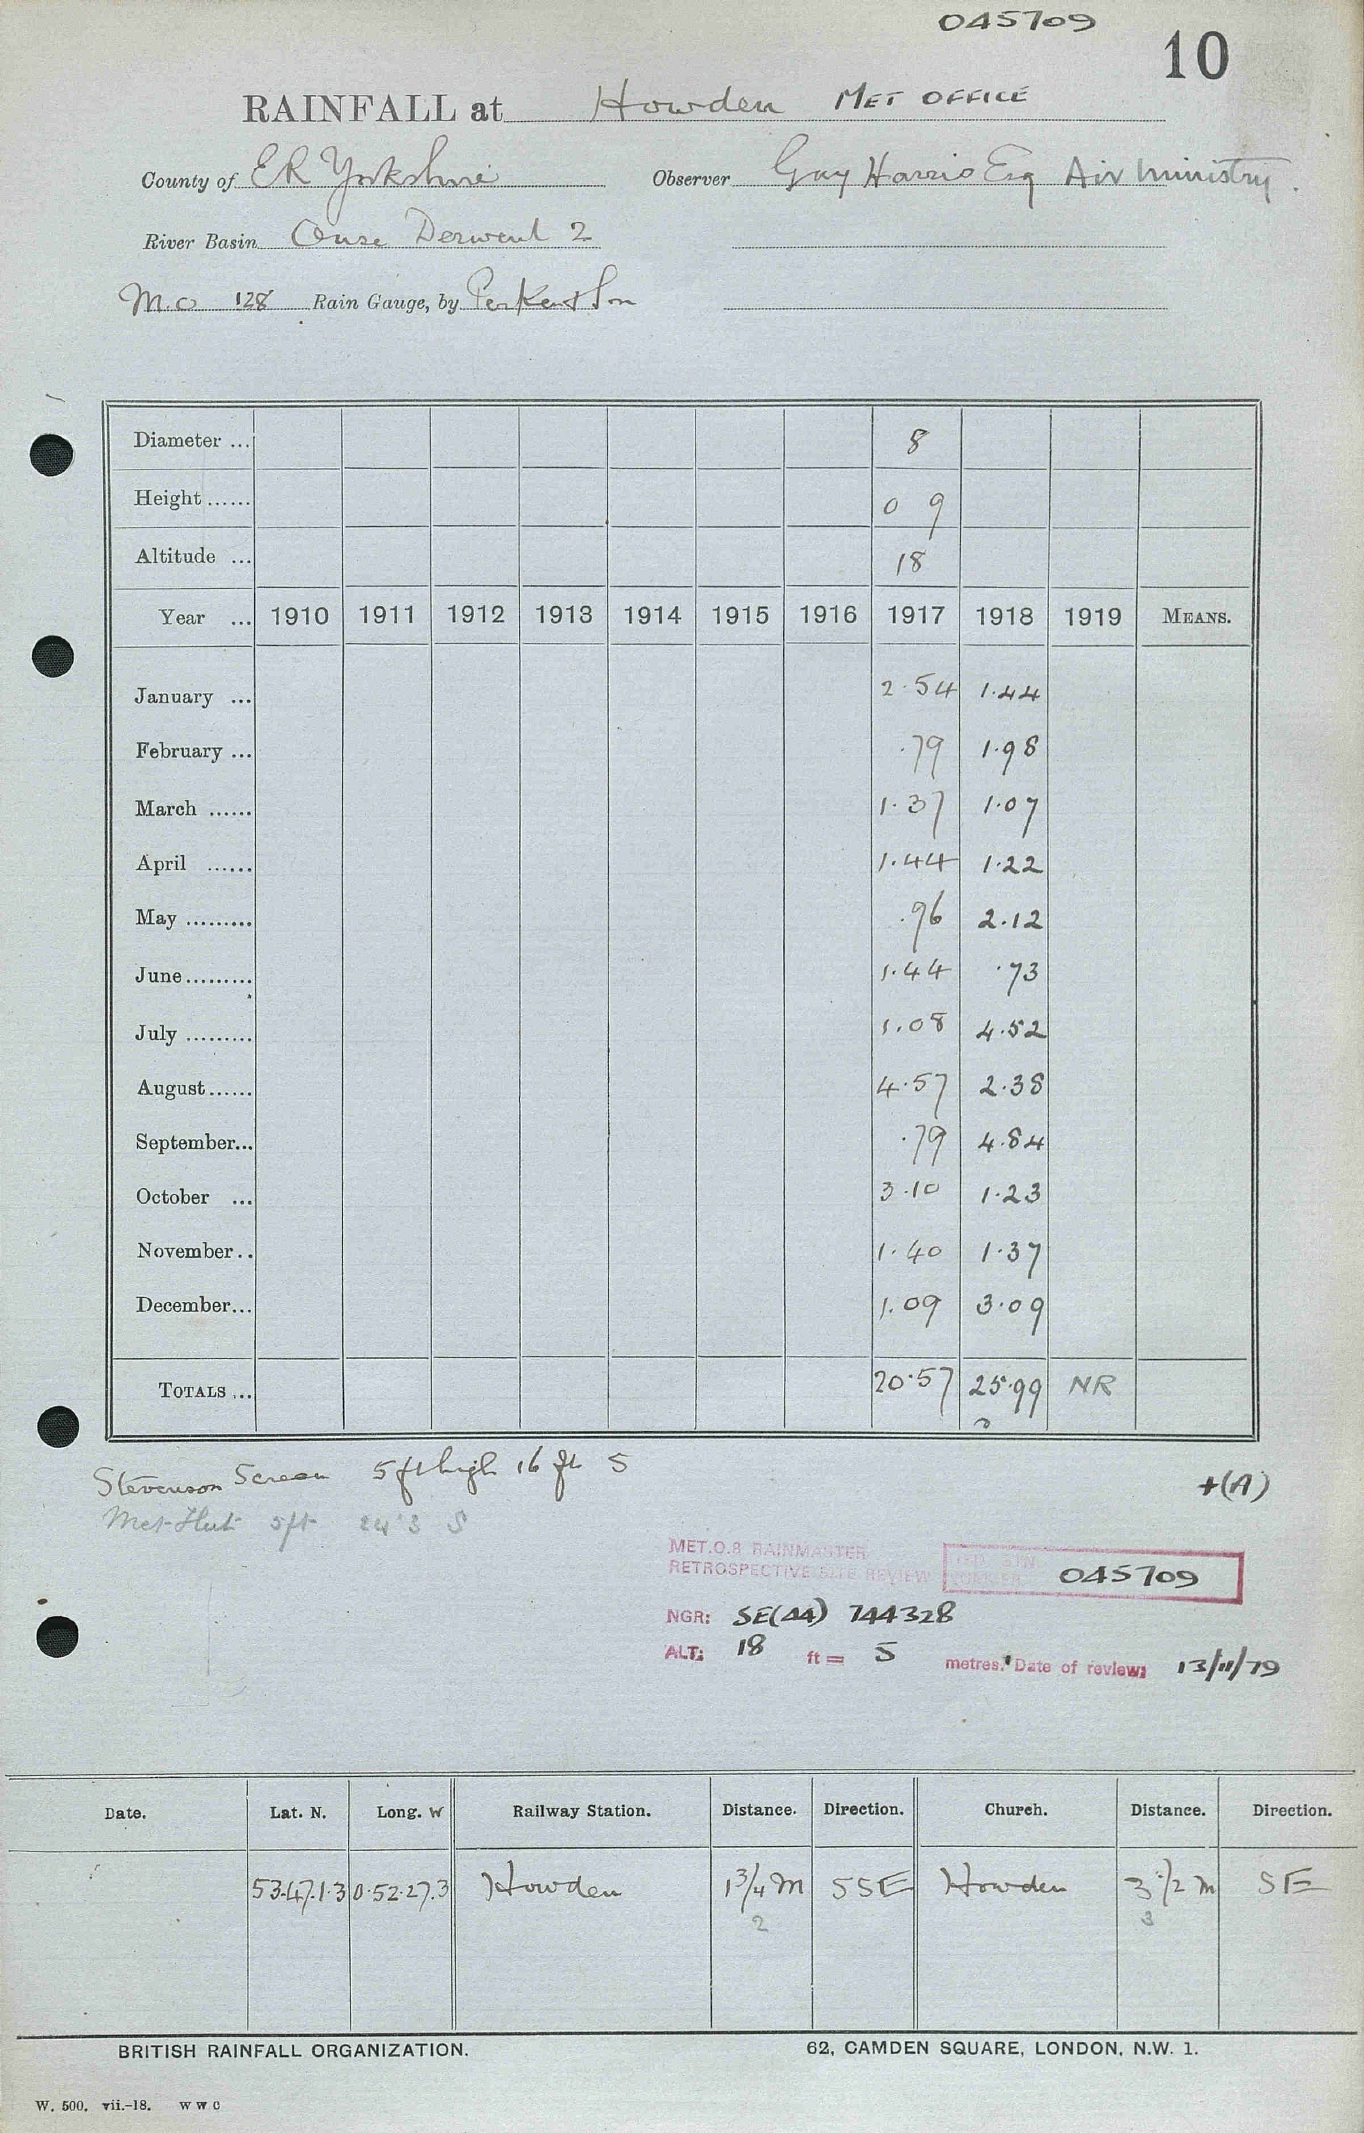 045709
10
RAINFALL at Howden MET OFFICE
County of ER Yorkshire Observer Guy Harris Esq Air Ministry.
River Basin Ouse Derwent 2
M.O 128 Rain Gauge, by Perken & Son
Diameter ... 8
Height ...... 0 9
Altitude ... 18
Year ... 1910 1911 1912 1913 1914 1915 1916 1917 1918 1919 MEANS.
January ... 2.54 1.44
February ... .79 1.98
March ...... 1.37 1.07
April ...... 1.44 1.22
May ......... .96 2.12
June ......... 1.44 .73
July ......... 1.08 4.52
August ...... 4.57 2.38
September... .79 4.84
October ... 3.10 1.23
November .. 1.40 1.37
December... 1.09 3.09
TOTALS ... 20.57 25.99 NR
Stevenson Screen 5 ft high 16 ft S
+(A)
Met Hut 5ft 24'3 S
MET.O.8 RAINMASTER
RETROSPECTIVE SITE REVIEW
045709
NGR: SE(44) 744328
ALT: 18 ft = 5 metres. Date of review: 13/11/79
Date. Lat. N. Long. W Railway Station. Distance. Direction. Church. Distance. Direction.
53.47.1.3 0.52.27.3 Howden 1 3/4 M SSE Howden 3 1/2 M SE
2 3
BRITISH RAINFALL ORGANIZATION. 62, CAMDEN SQUARE, LONDON, N.W. 1.
W. 500. vii.-18. W W C